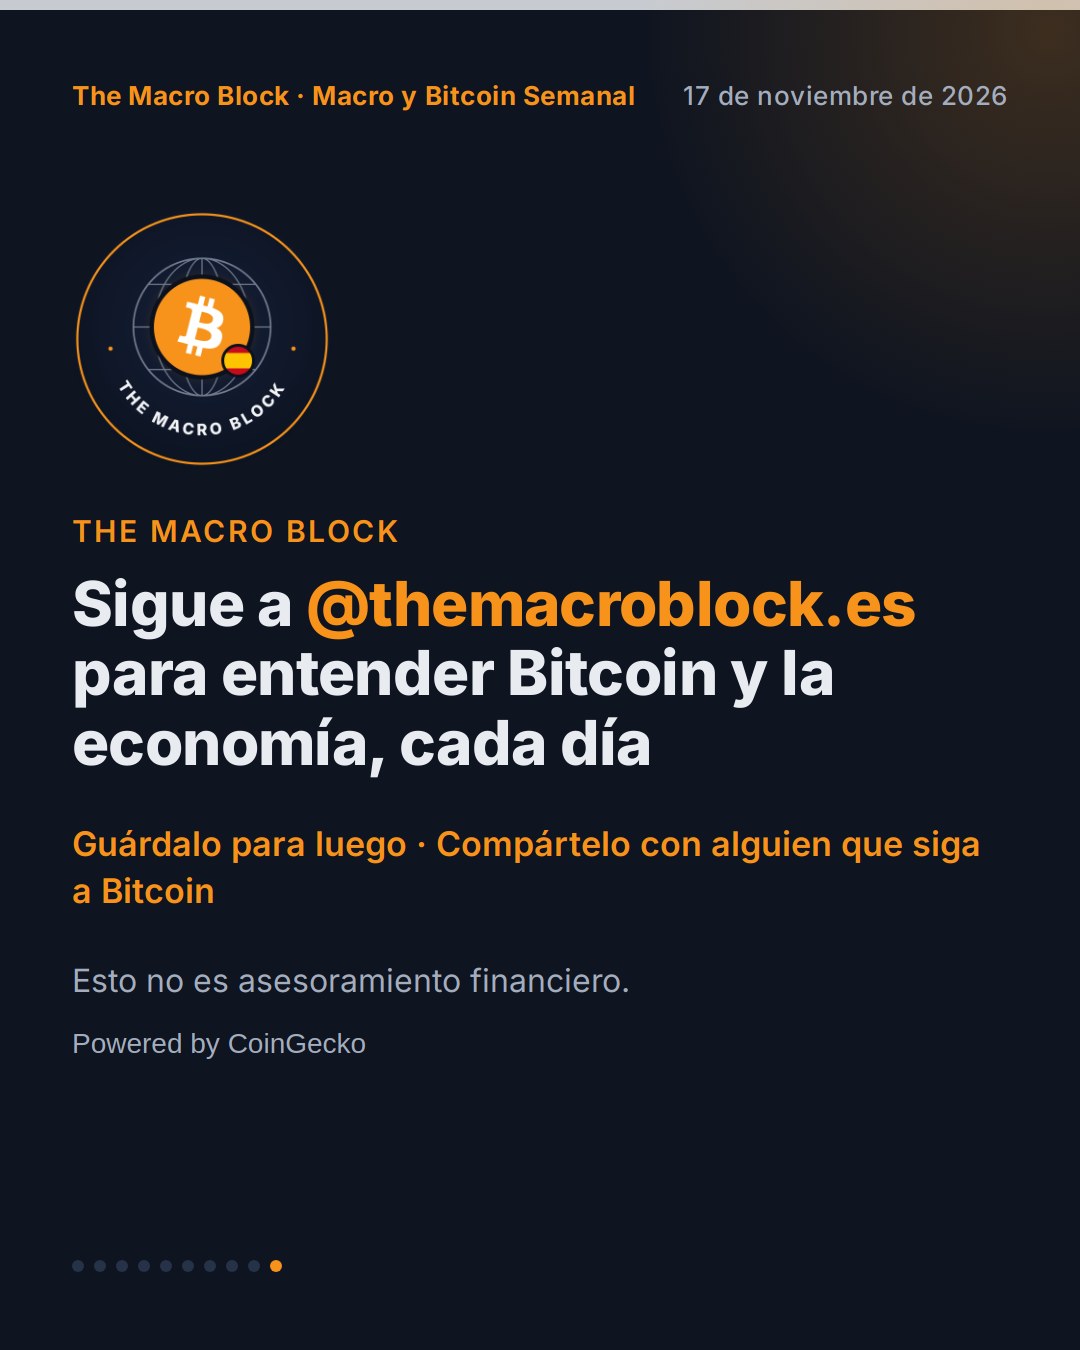 The Macro Block · Macro y Bitcoin Semanal
17 de noviembre de 2026
THE MACRO BLOCK
THE MACRO BLOCK
Sigue a @themacroblock.es
para entender Bitcoin y la
economía, cada día
Guárdalo para luego · Compártelo con alguien que siga
a Bitcoin
Esto no es asesoramiento financiero.
Powered by CoinGecko